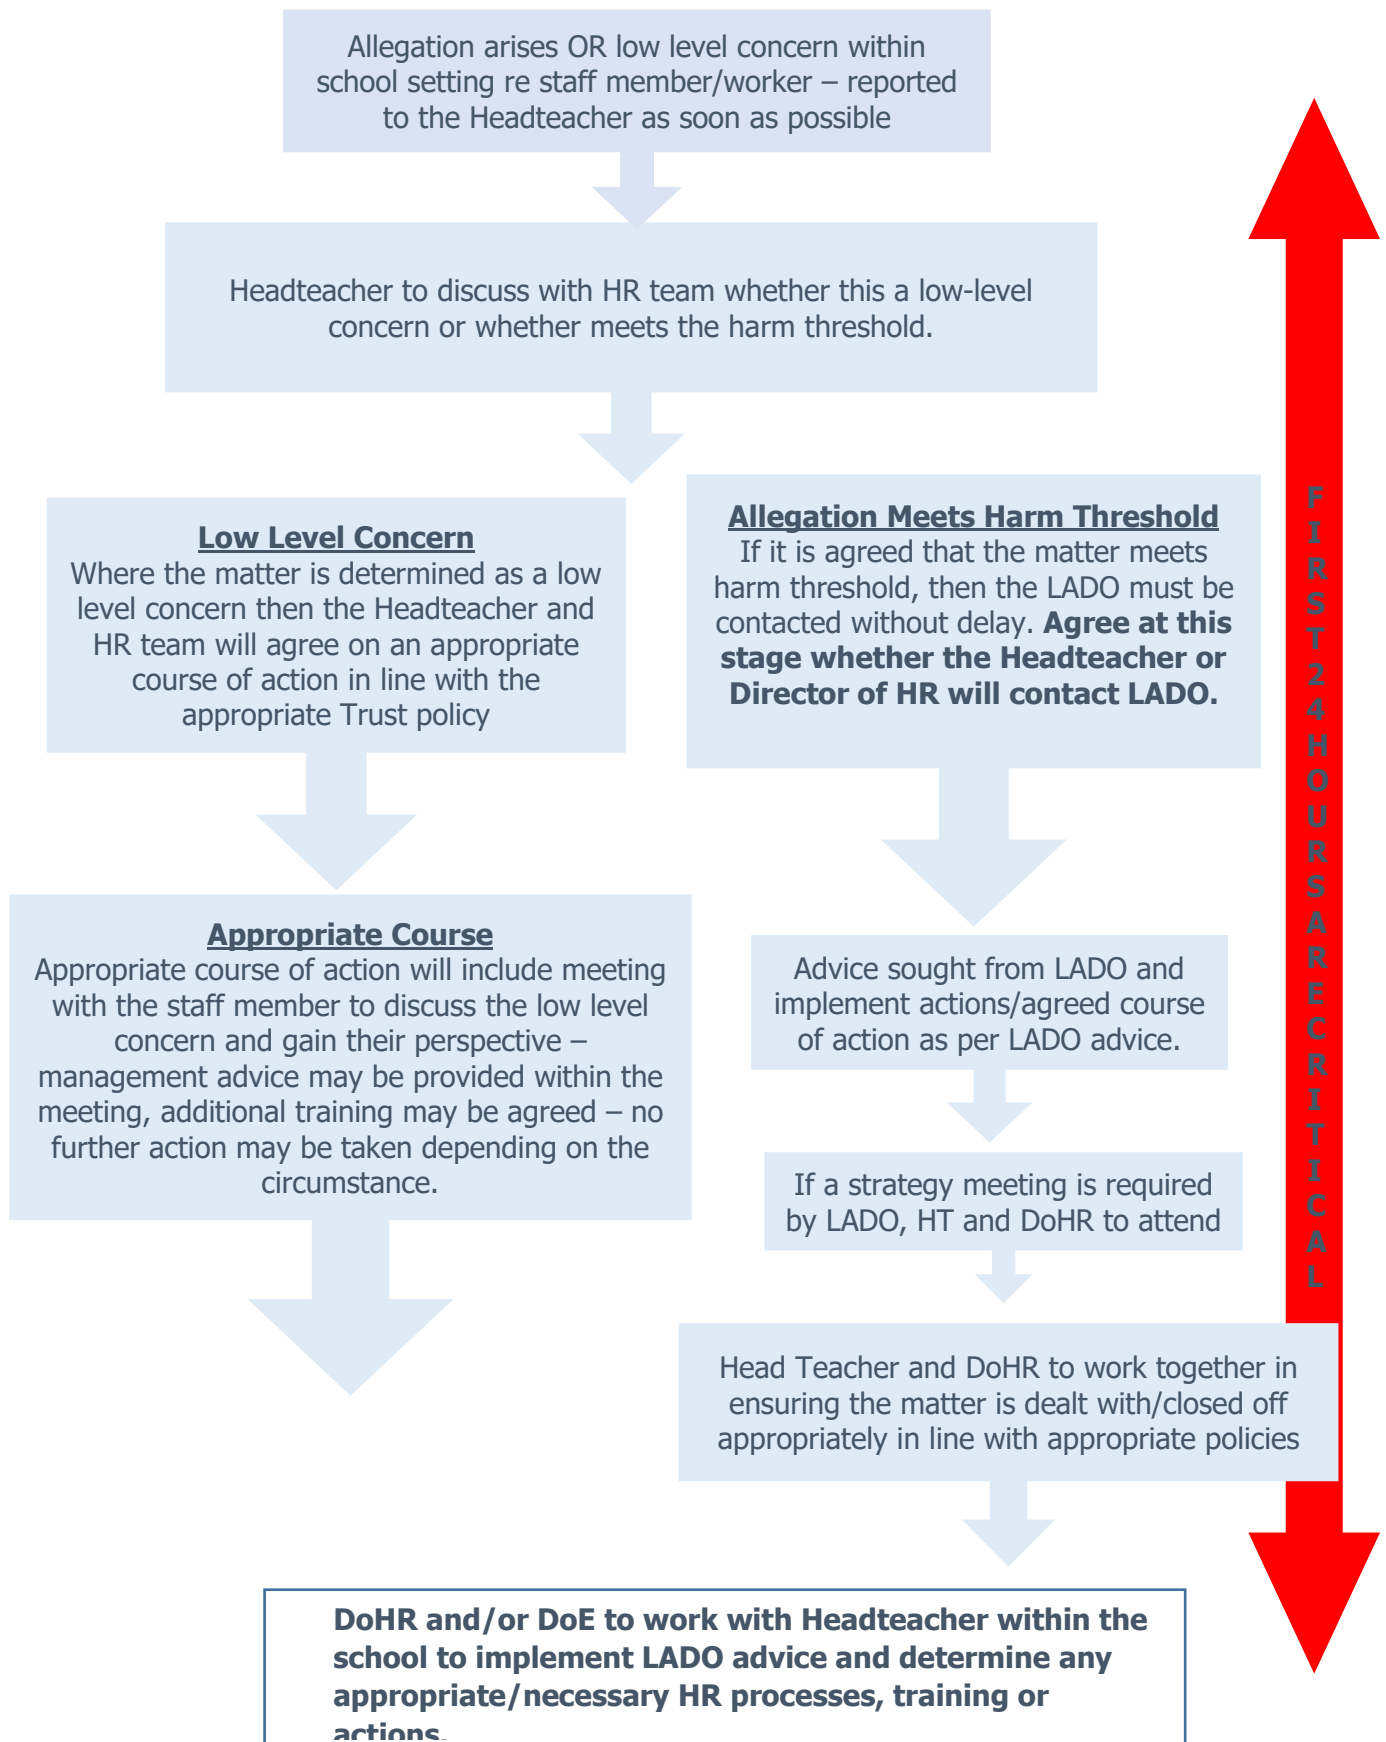 Allegation arises OR low level concern within
school setting re staff member/worker – reported
to the Headteacher as soon as possible
Headteacher to discuss with HR team whether this a low-level
concern or whether meets the harm threshold.
Low Level Concern
Where the matter is determined as a low
level concern then the Headteacher and
HR team will agree on an appropriate
course of action in line with the
appropriate Trust policy
Allegation Meets Harm Threshold
If it is agreed that the matter meets
harm threshold, then the LADO must be
contacted without delay. Agree at this
stage whether the Headteacher or
Director of HR will contact LADO.
Appropriate Course
Appropriate course of action will include meeting
with the staff member to discuss the low level
concern and gain their perspective –
management advice may be provided within the
meeting, additional training may be agreed – no
further action may be taken depending on the
circumstance.
Advice sought from LADO and
implement actions/agreed course
of action as per LADO advice.
If a strategy meeting is required
by LADO, HT and DoHR to attend
Head Teacher and DoHR to work together in
ensuring the matter is dealt with/closed off
appropriately in line with appropriate policies
DoHR and/or DoE to work with Headteacher within the
school to implement LADO advice and determine any
appropriate/necessary HR processes, training or
actions.
FIRST24HOURSARECRITICAL